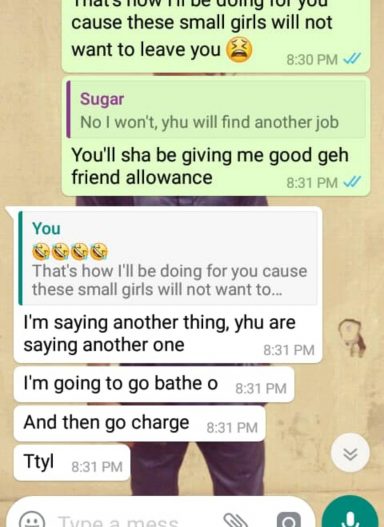 That's how I'll be doing for you
cause these small girls will not
want to leave you 😫
8:30 PM
Sugar
No I won't, yhu will find another job
You'll sha be giving me good geh
friend allowance
8:31 PM
You
🤣🤣🤣🤣
That's how I'll be doing for you cause
these small girls will not want to...
I'm saying another thing, yhu are
saying another one
8:31 PM
I'm going to go bathe o 8:31 PM
And then go charge 8:31 PM
Ttyl 8:31 PM
Type a mess